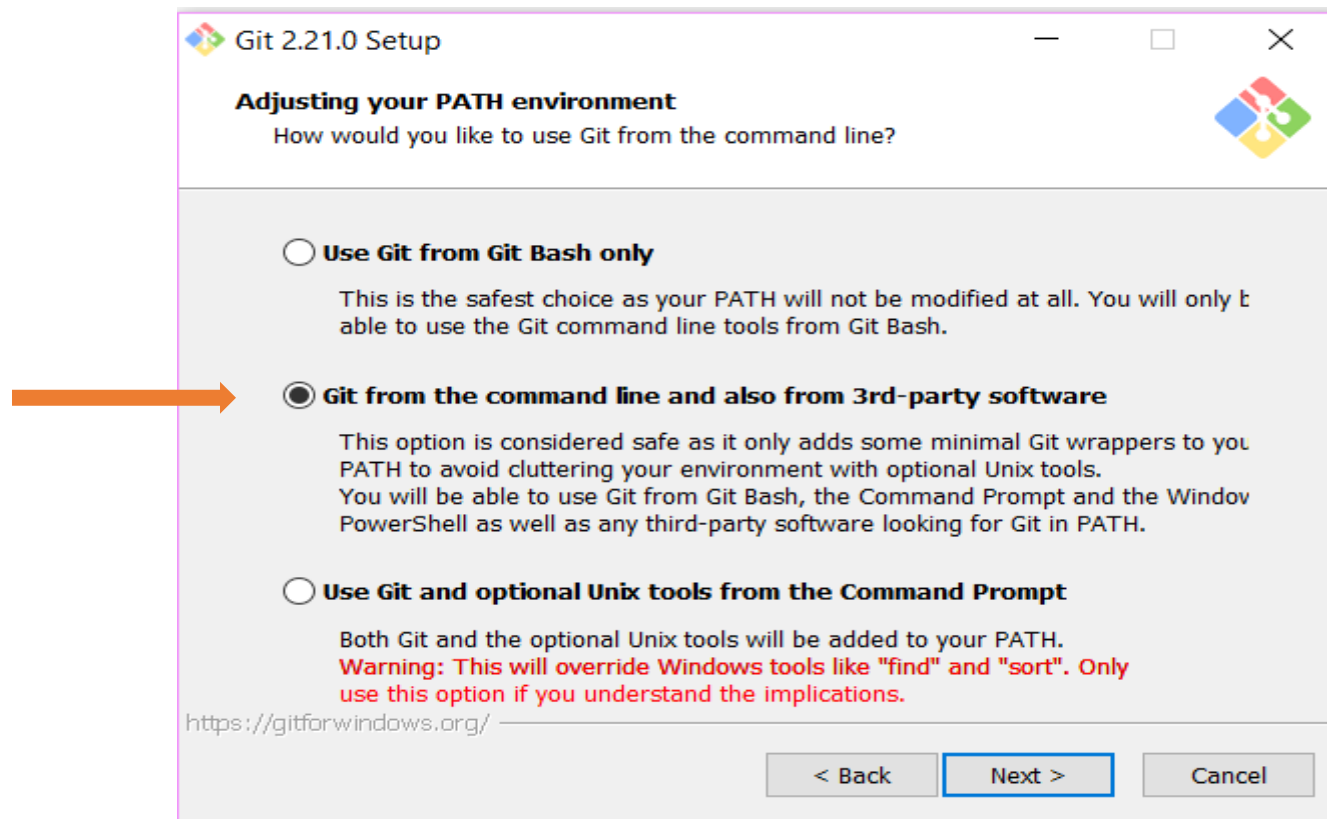 Git 2.21.0 Setup
Adjusting your PATH environment
How would you like to use Git from the command line?
Use Git from Git Bash only
This is the safest choice as your PATH will not be modified at all. You will only b
able to use the Git command line tools from Git Bash.
Git from the command line and also from 3rd-party software
This option is considered safe as it only adds some minimal Git wrappers to you
PATH to avoid cluttering your environment with optional Unix tools.
You will be able to use Git from Git Bash, the Command Prompt and the Window
PowerShell as well as any third-party software looking for Git in PATH.
Use Git and optional Unix tools from the Command Prompt
Both Git and the optional Unix tools will be added to your PATH.
Warning: This will override Windows tools like "find" and "sort". Only
use this option if you understand the implications.
https://gitforwindows.org/
< Back Next > Cancel